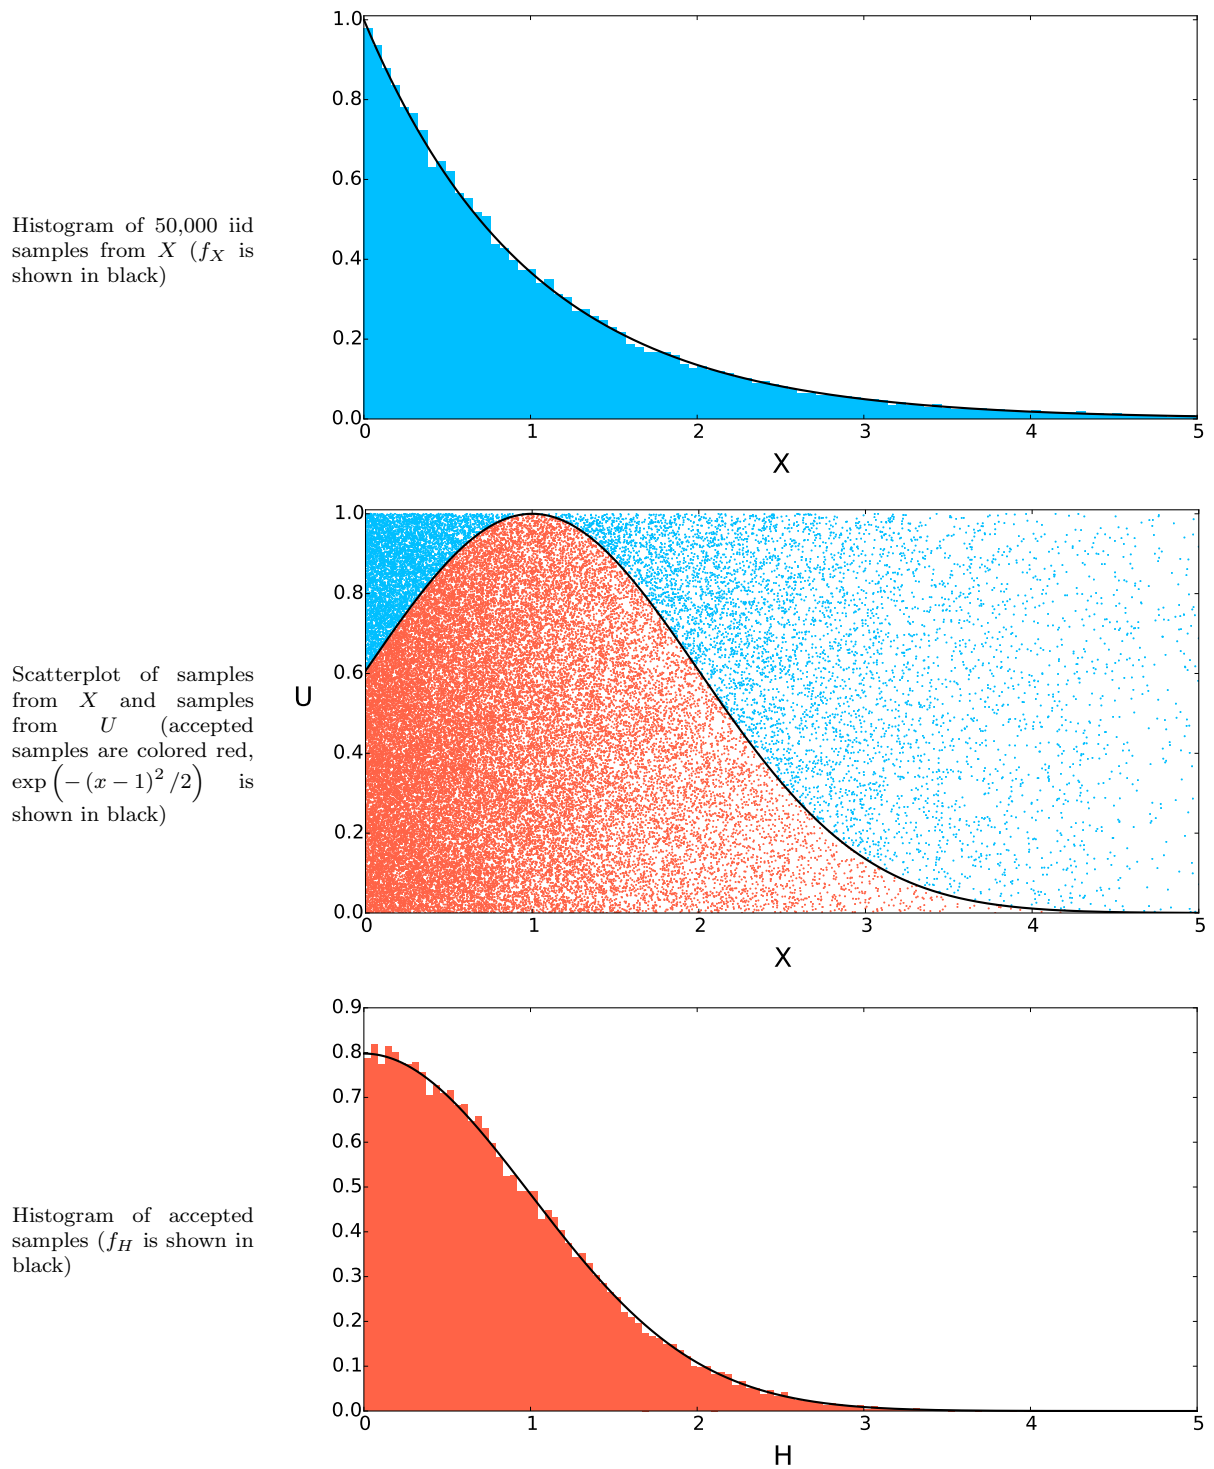 1.0
0.8
0.6
0.4
0.2
0.0
0 1 2 3 4 5
X
Histogram of 50,000 iid
samples from X (f_X is
shown in black)
1.0
0.8
0.6
0.4
0.2
0.0
U
0 1 2 3 4 5
X
Scatterplot of samples
from X and samples
from U (accepted
samples are colored red,
exp (− (x − 1)² /2) is
shown in black)
0.9
0.8
0.7
0.6
0.5
0.4
0.3
0.2
0.1
0.0
0 1 2 3 4 5
H
Histogram of accepted
samples (f_H is shown in
black)